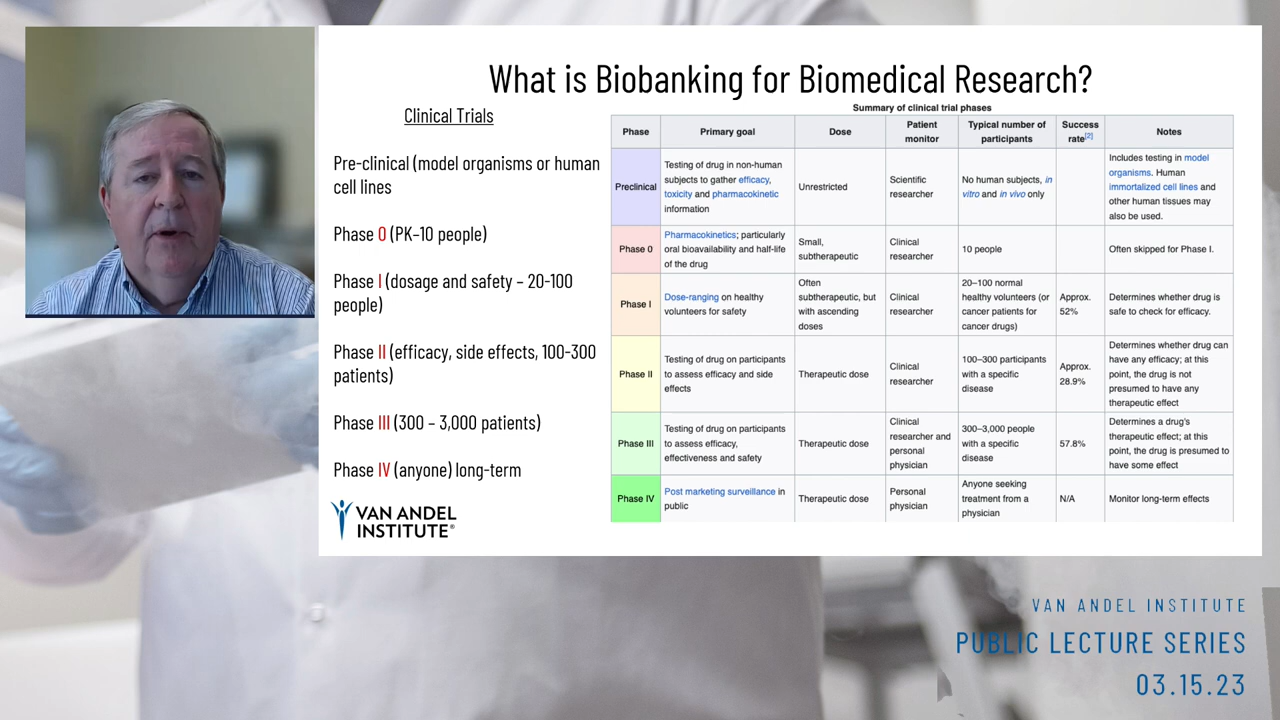 What is Biobanking for Biomedical Research?
Clinical Trials
Pre-clinical (model organisms or human
cell lines
Phase 0 (PK–10 people)
Phase I (dosage and safety – 20-100
people)
Phase II (efficacy, side effects, 100-300
patients)
Phase III (300 – 3,000 patients)
Phase IV (anyone) long-term
VAN ANDEL
INSTITUTE®
Summary of clinical trial phases
Phase
Primary goal
Dose
Patient
monitor
Typical number of
participants
Success
rate[2]
Notes
Preclinical
Testing of drug in non-human
subjects to gather efficacy,
toxicity and pharmacokinetic
information
Unrestricted
Scientific
researcher
No human subjects, in
vitro and in vivo only
Includes testing in model
organisms. Human
immortalized cell lines and
other human tissues may
also be used.
Phase 0
Pharmacokinetics; particularly
oral bioavailability and half-life
of the drug
Small,
subtherapeutic
Clinical
researcher
10 people
Often skipped for Phase I.
Phase I
Dose-ranging on healthy
volunteers for safety
Often
subtherapeutic, but
with ascending
doses
Clinical
researcher
20–100 normal
healthy volunteers (or
cancer patients for
cancer drugs)
Approx.
52%
Determines whether drug is
safe to check for efficacy.
Phase II
Testing of drug on participants
to assess efficacy and side
effects
Therapeutic dose
Clinical
researcher
100–300 participants
with a specific
disease
Approx.
28.9%
Determines whether drug can
have any efficacy; at this
point, the drug is not
presumed to have any
therapeutic effect
Phase III
Testing of drug on participants
to assess efficacy,
effectiveness and safety
Therapeutic dose
Clinical
researcher and
personal
physician
300–3,000 people
with a specific
disease
57.8%
Determines a drug's
therapeutic effect; at this
point, the drug is presumed to
have some effect
Phase IV
Post marketing surveillance in
public
Therapeutic dose
Personal
physician
Anyone seeking
treatment from a
physician
N/A
Monitor long-term effects
VAN ANDEL INSTITUTE
PUBLIC LECTURE SERIES
03.15.23